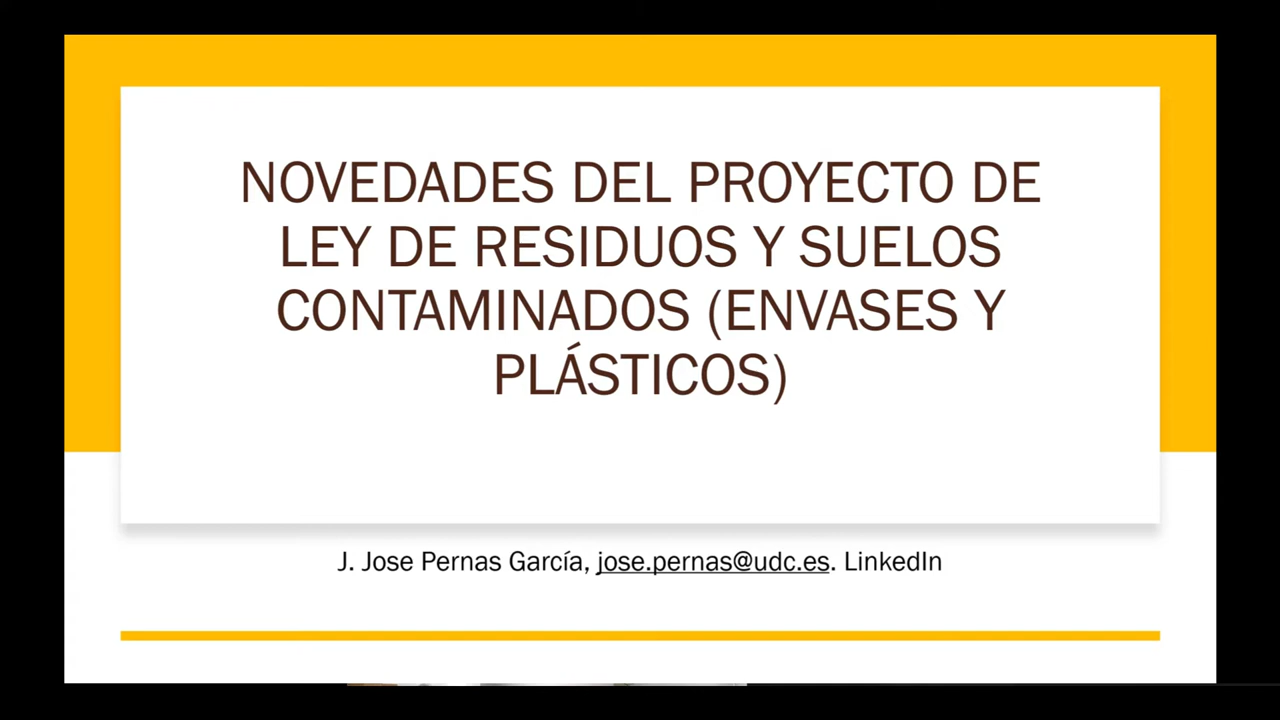 NOVEDADES DEL PROYECTO DE
LEY DE RESIDUOS Y SUELOS
CONTAMINADOS (ENVASES Y
PLÁSTICOS)
J. Jose Pernas García, jose.pernas@udc.es. LinkedIn